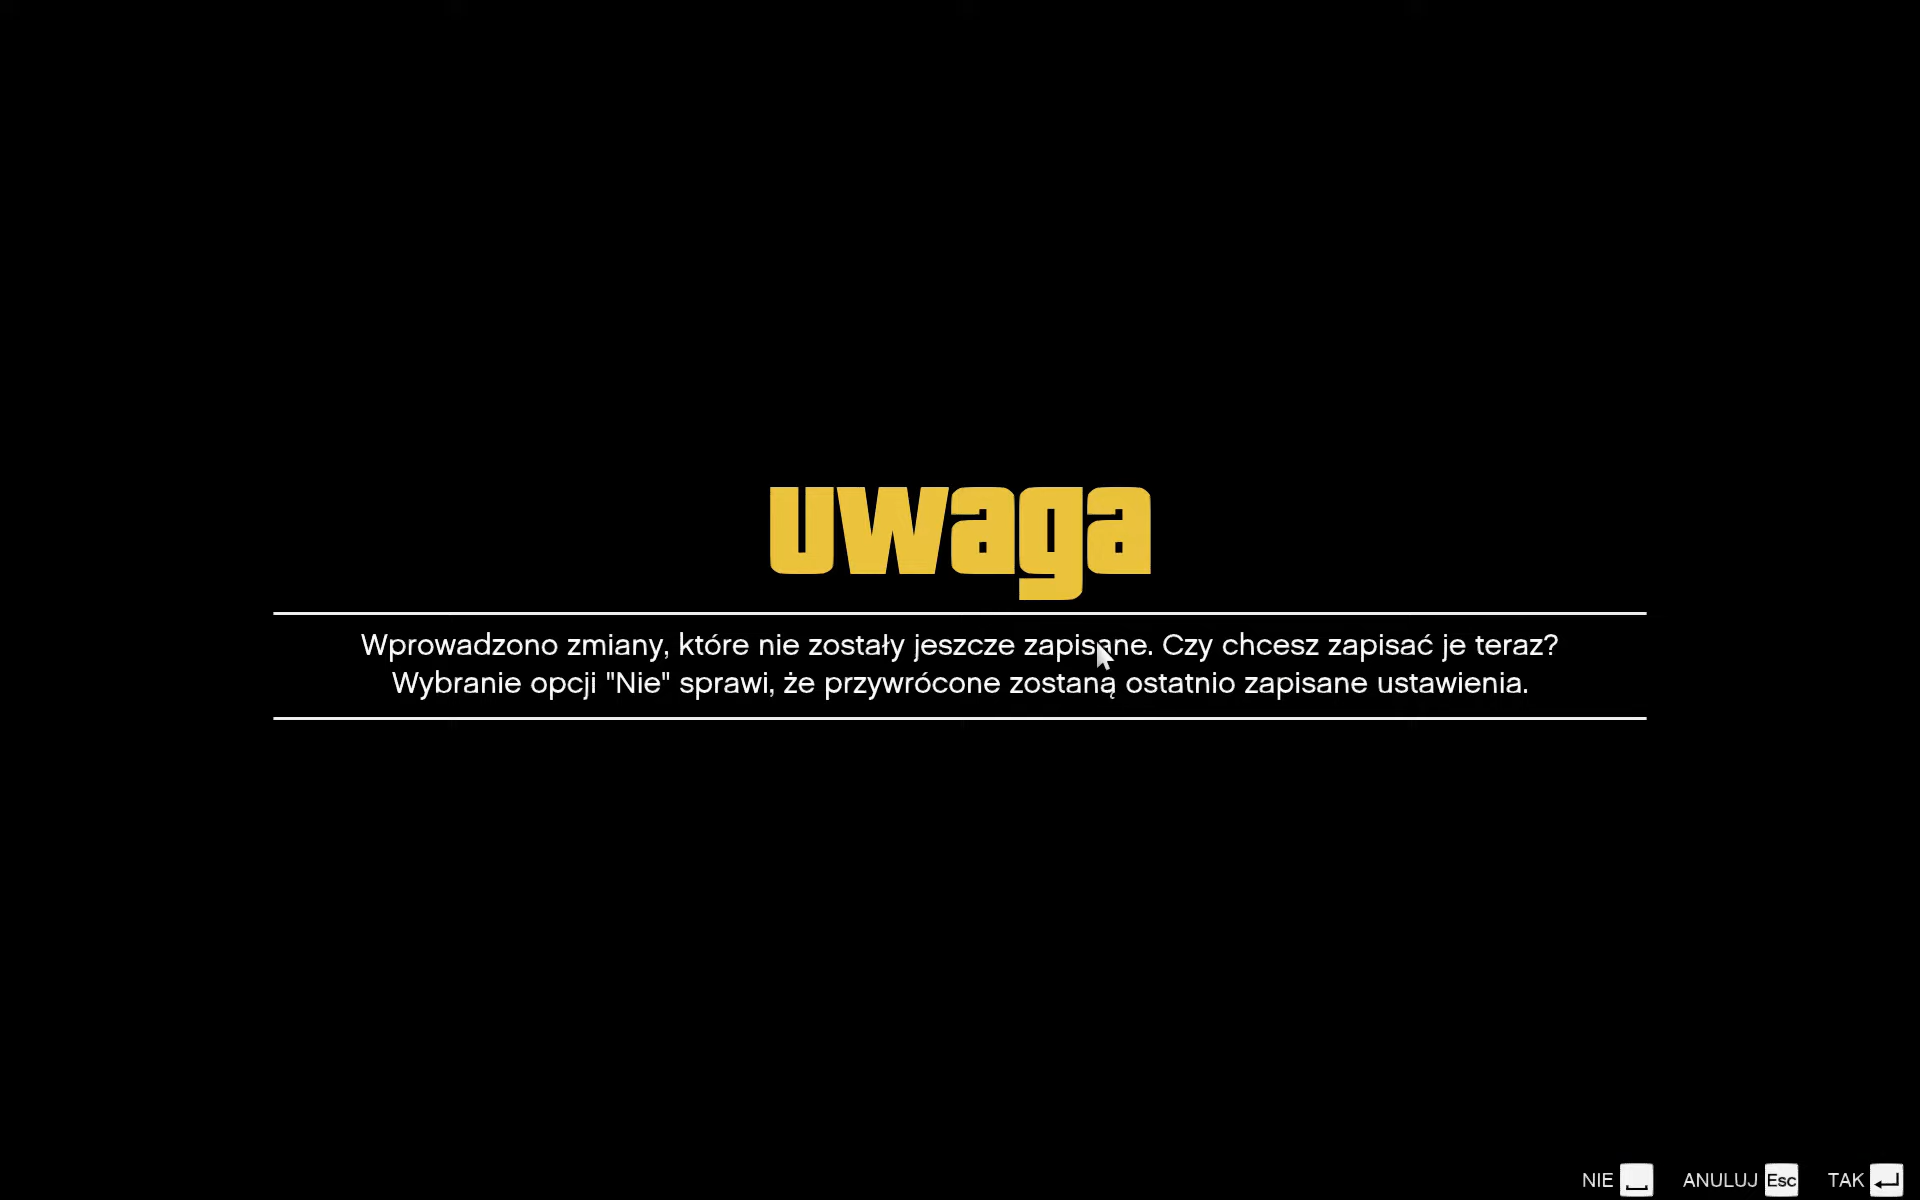 uwaga
Wprowadzono zmiany, które nie zostały jeszcze zapisane. Czy chcesz zapisać je teraz?
Wybranie opcji "Nie" sprawi, że przywrócone zostaną ostatnio zapisane ustawienia.
NIE ANULUJ Esc TAK